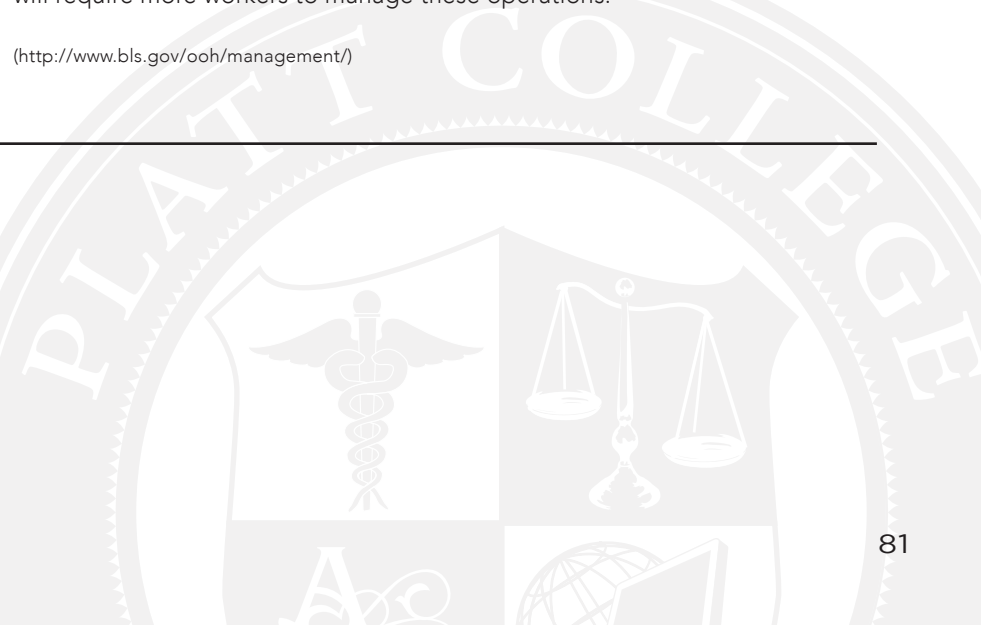 will require more workers to manage these operations.
(http://www.bls.gov/ooh/management/)
PLATT COLLEGE
81